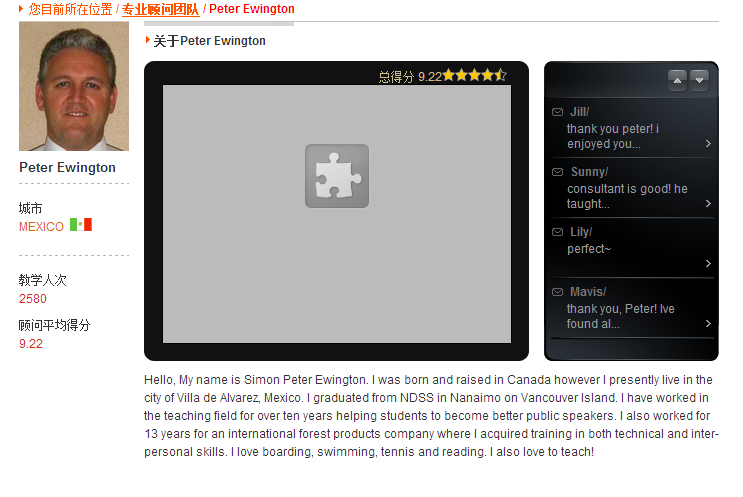 您目前所在位置 / 专业顾问团队 / Peter Ewington
关于Peter Ewington
Peter Ewington
城市
MEXICO
教学人次
2580
顾问平均得分
9.22
总得分 9.22
Jill/
thank you peter! i
enjoyed you...
Sunny/
consultant is good! he
taught...
Lily/
perfect~
Mavis/
thank you, Peter! Ive
found al...
Hello, My name is Simon Peter Ewington. I was born and raised in Canada however I presently live in the
city of Villa de Alvarez, Mexico. I graduated from NDSS in Nanaimo on Vancouver Island. I have worked in
the teaching field for over ten years helping students to become better public speakers. I also worked for
13 years for an international forest products company where I acquired training in both technical and inter-
personal skills. I love boarding, swimming, tennis and reading. I also love to teach!